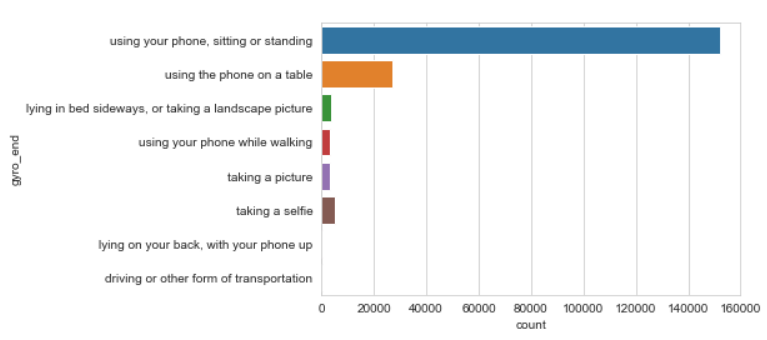 using your phone, sitting or standing
using the phone on a table
lying in bed sideways, or taking a landscape picture
using your phone while walking
taking a picture
taking a selfie
lying on your back, with your phone up
driving or other form of transportation
gyro_end
0 20000 40000 60000 80000 100000 120000 140000 160000
count